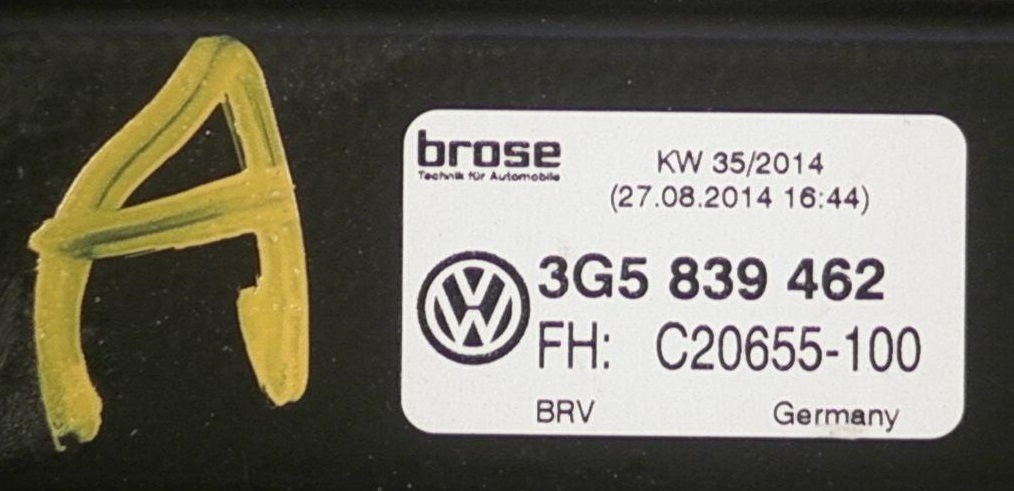 A
brose
Technik für Automobile
KW 35/2014
(27.08.2014 16:44)
3G5 839 462
FH: C20655-100
BRV Germany